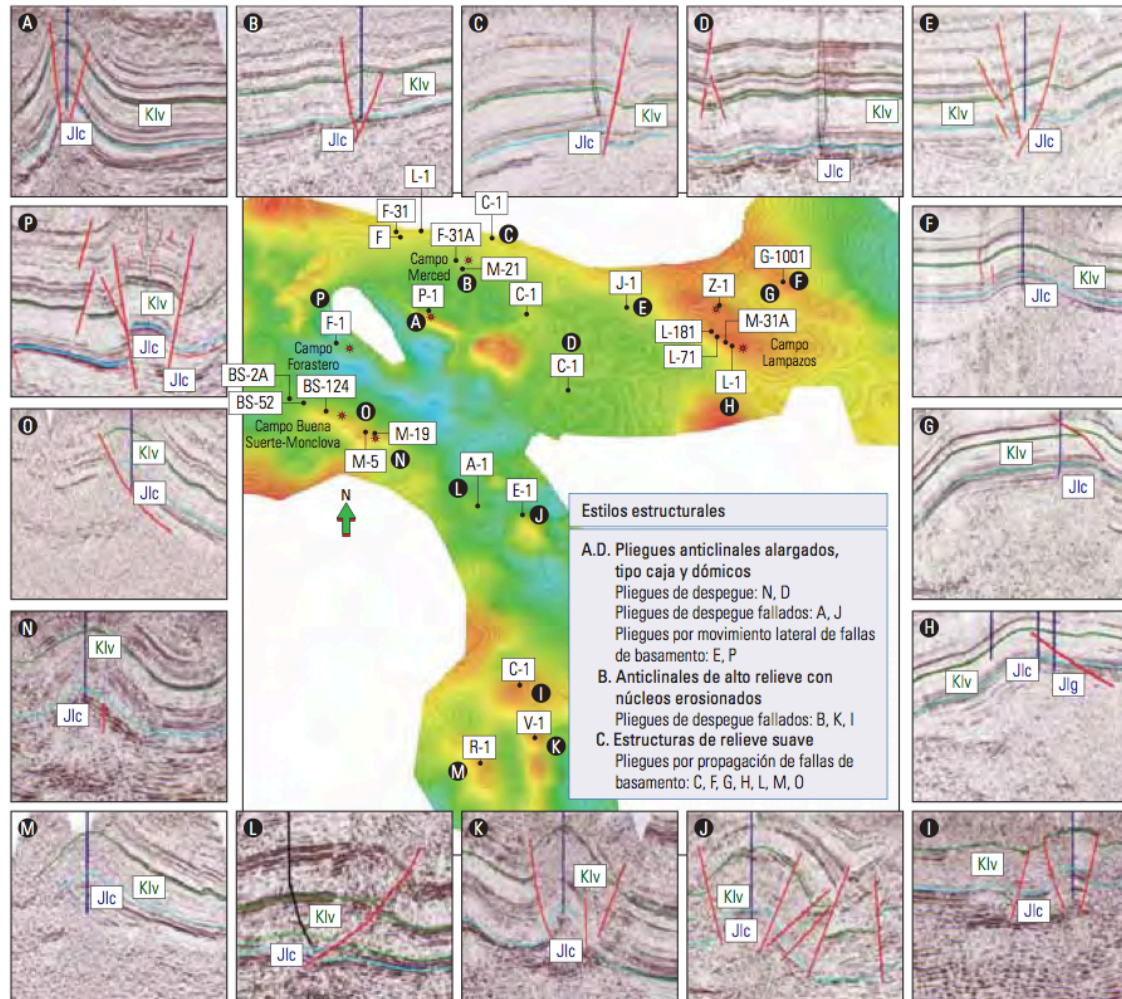 A
Klv
Jlc
B
Klv
Jlc
C
Klv
Jlc
D
Klv
Jlc
E
Klv
Jlc
P
Klv
Jlc
Jlc
F
Klv
Jlc
O
Klv
Jlc
G
Klv
Jlc
N
Klv
Jlc
H
Klv
Jlc
Jlg
M
Klv
Jlc
L
Klv
Jlc
K
Klv
Jlc
J
Klv
Jlc
I
Klv
Jlc
L-1
F-31
C-1
C
F
F-31A
Campo
Merced
M-21
B
G-1001
G
F
P
P-1
A
C-1
J-1
E
Z-1
M-31A
L-181
L-71
Campo
Lampazos
L-1
H
F-1
Campo
Forastero
D
C-1
BS-2A
BS-124
BS-52
O
Campo Buena
Suerte-Monclova
M-19
M-5
N
A-1
L
E-1
J
N
C-1
I
V-1
K
R-1
M
Estilos estructurales
A.D. Pliegues anticlinales alargados,
tipo caja y dómicos
Pliegues de despegue: N, D
Pliegues de despegue fallados: A, J
Pliegues por movimiento lateral de fallas
de basamento: E, P
B. Anticlinales de alto relieve con
núcleos erosionados
Pliegues de despegue fallados: B, K, I
C. Estructuras de relieve suave
Pliegues por propagación de fallas de
basamento: C, F, G, H, L, M, O